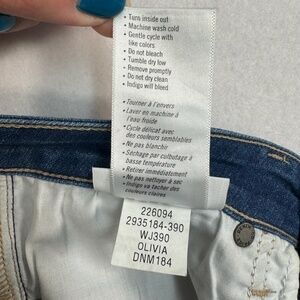 • Turn inside out
• Machine wash cold
• Gentle cycle with
like colors
• Do not bleach
• Tumble dry low
• Remove promptly
• Do not dry clean
• Indigo will bleed
• Tourner à l'envers
• Laver en machine à
l'eau froide
• Cycle délicat avec
des couleurs semblables
• Ne pas blanchir
• Séchage par culbutage à
basse température
• Retirer immédiatement
• Ne pas nettoyer à sec
• Indigo va tacher des
couleurs claires
226094
2935184-390
WJ390
OLIVIA
DNM184